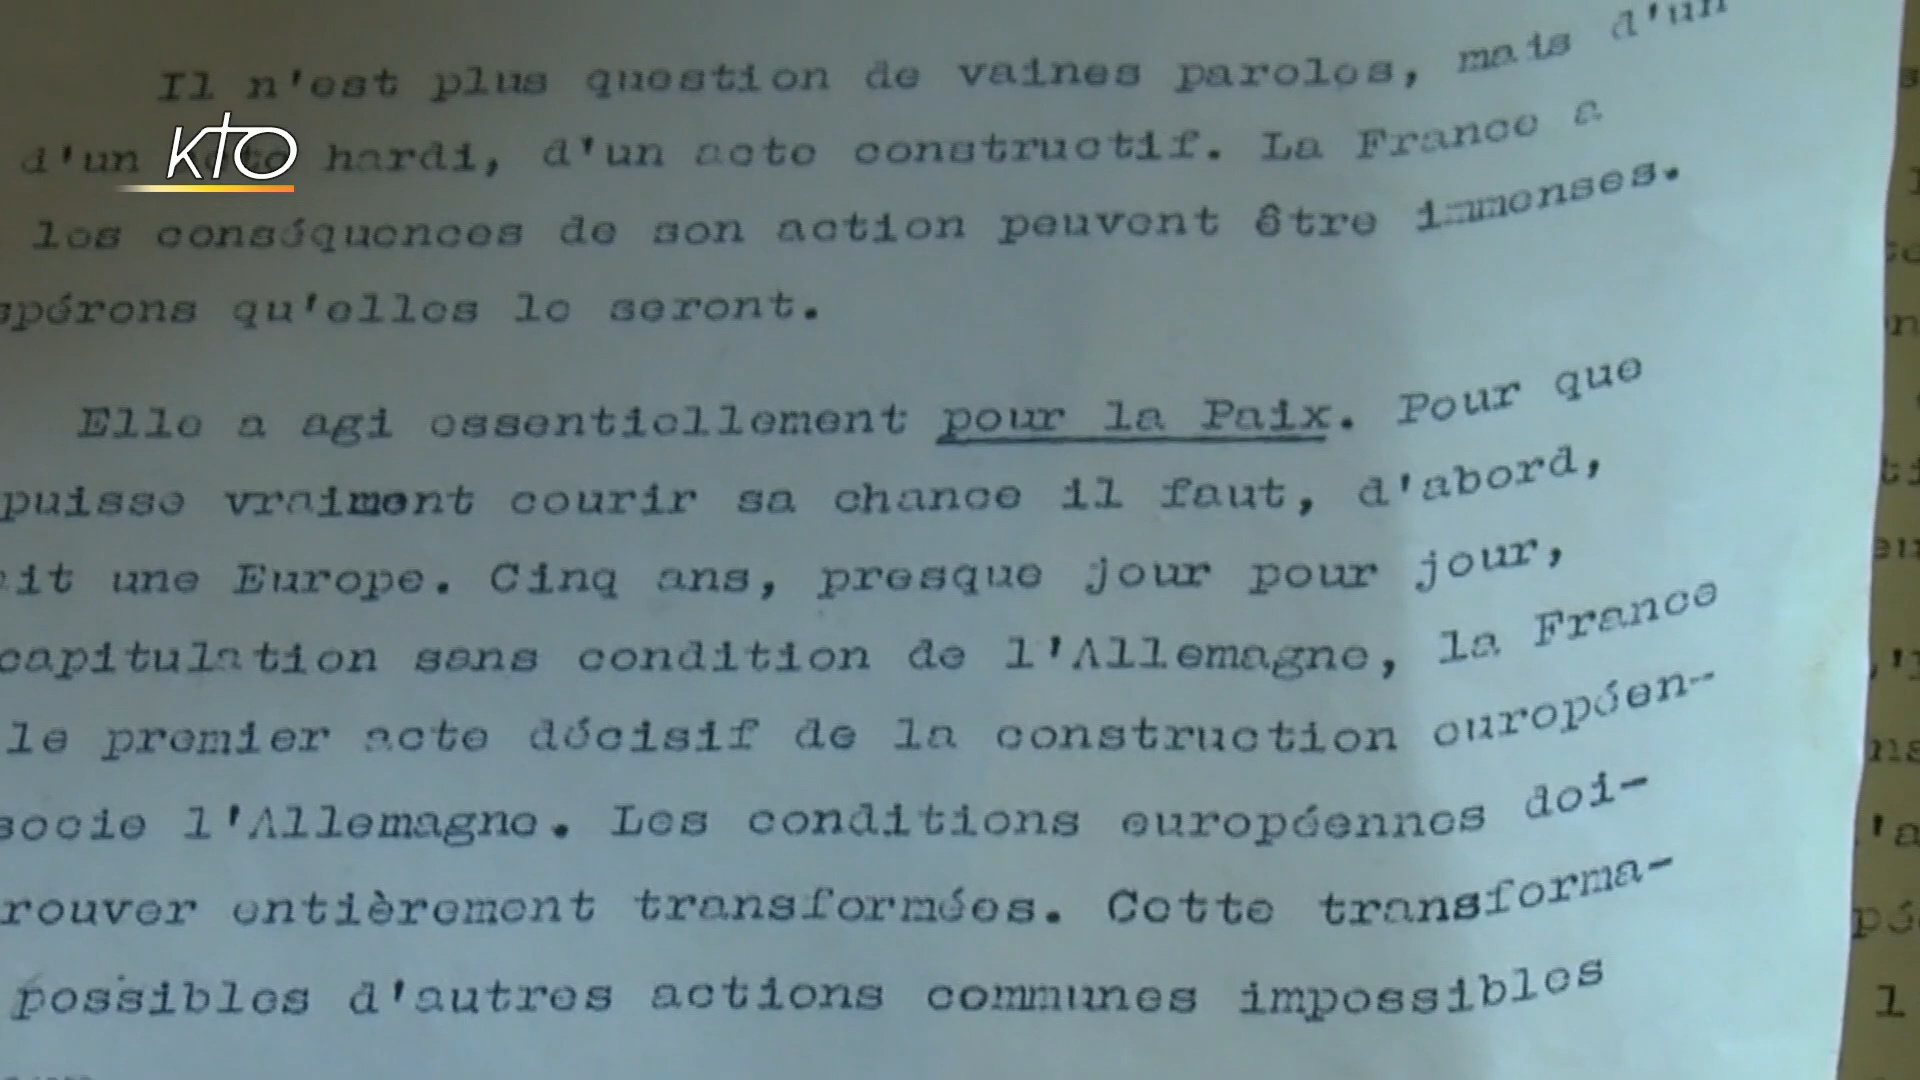 Il n'est plus question de vaines paroles, mais d'un
d'un hardi, d'un acte constructif. La France a
KTO
les conséquences de son action peuvent être immenses.
spérons qu'elles le seront.
Elle a agi essentiellement pour la Paix. Pour que
puisse vraiment courir sa chance il faut, d'abord,
it une Europe. Cinq ans, presque jour pour jour,
capitulation sans condition de l'Allemagne, la France
le premier acte décisif de la construction européen-
socie l'Allemagne. Les conditions européennes doi-
rouver entièrement transformées. Cette transforma-
possibles d'autres actions communes impossibles